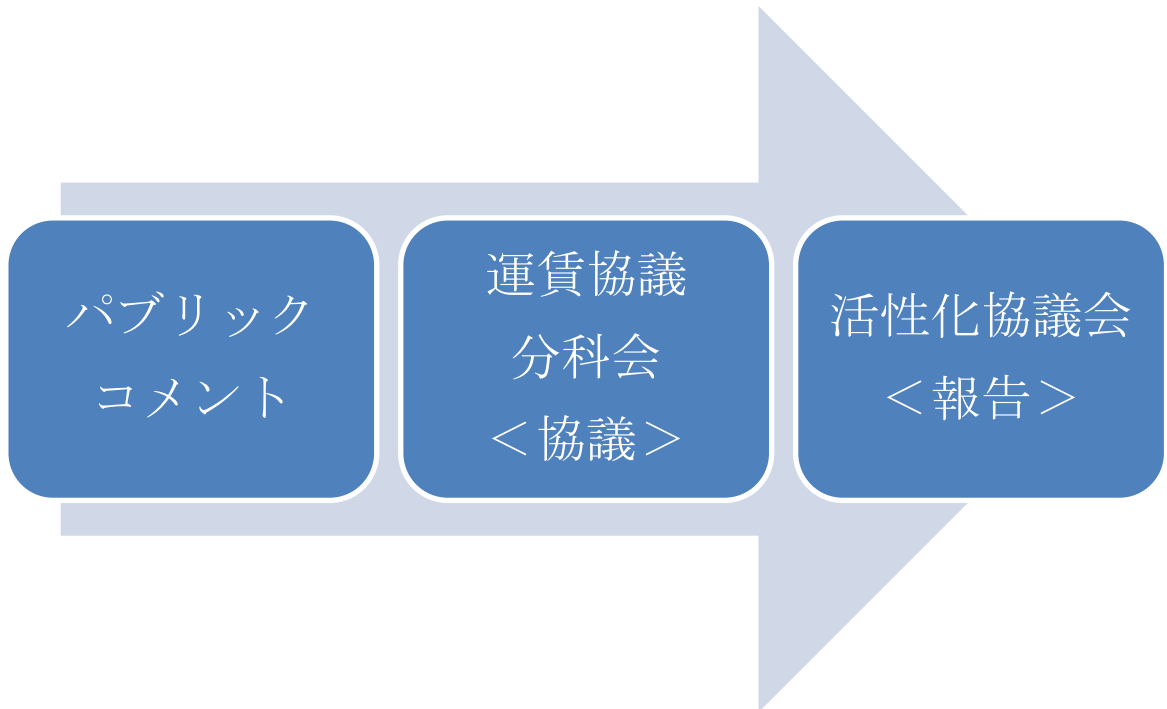 パブリック
コメント
運賃協議
分科会
＜協議＞
活性化協議会
＜報告＞